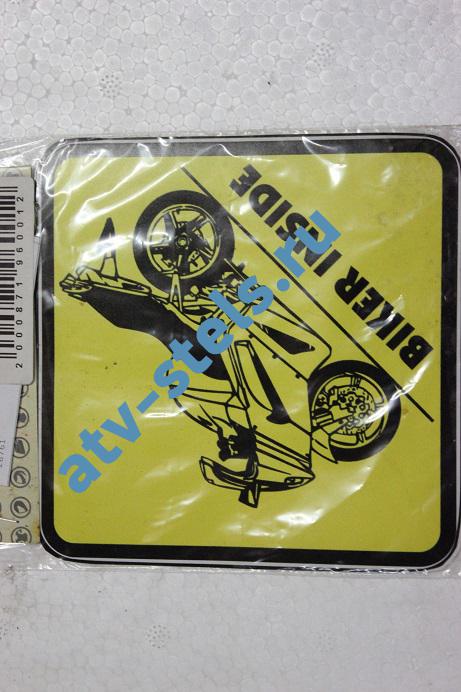 BIKER INSIDE
atv-stels.ru
2000871960012